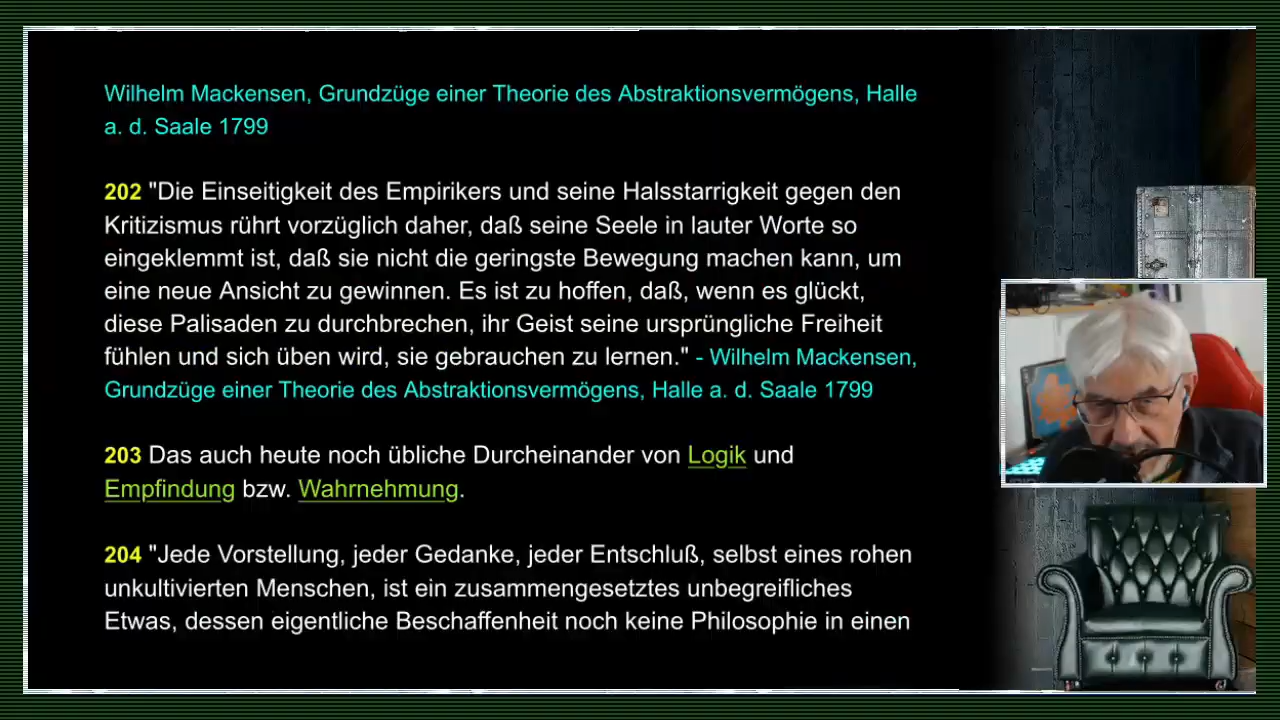 Wilhelm Mackensen, Grundzüge einer Theorie des Abstraktionsvermögens, Halle
a. d. Saale 1799
202 "Die Einseitigkeit des Empirikers und seine Halsstarrigkeit gegen den
Kritizismus rührt vorzüglich daher, daß seine Seele in lauter Worte so
eingeklemmt ist, daß sie nicht die geringste Bewegung machen kann, um
eine neue Ansicht zu gewinnen. Es ist zu hoffen, daß, wenn es glückt,
diese Palisaden zu durchbrechen, ihr Geist seine ursprüngliche Freiheit
fühlen und sich üben wird, sie gebrauchen zu lernen." - Wilhelm Mackensen,
Grundzüge einer Theorie des Abstraktionsvermögens, Halle a. d. Saale 1799
203 Das auch heute noch übliche Durcheinander von Logik und
Empfindung bzw. Wahrnehmung.
204 "Jede Vorstellung, jeder Gedanke, jeder Entschluß, selbst eines rohen
unkultivierten Menschen, ist ein zusammengesetztes unbegreifliches
Etwas, dessen eigentliche Beschaffenheit noch keine Philosophie in einen